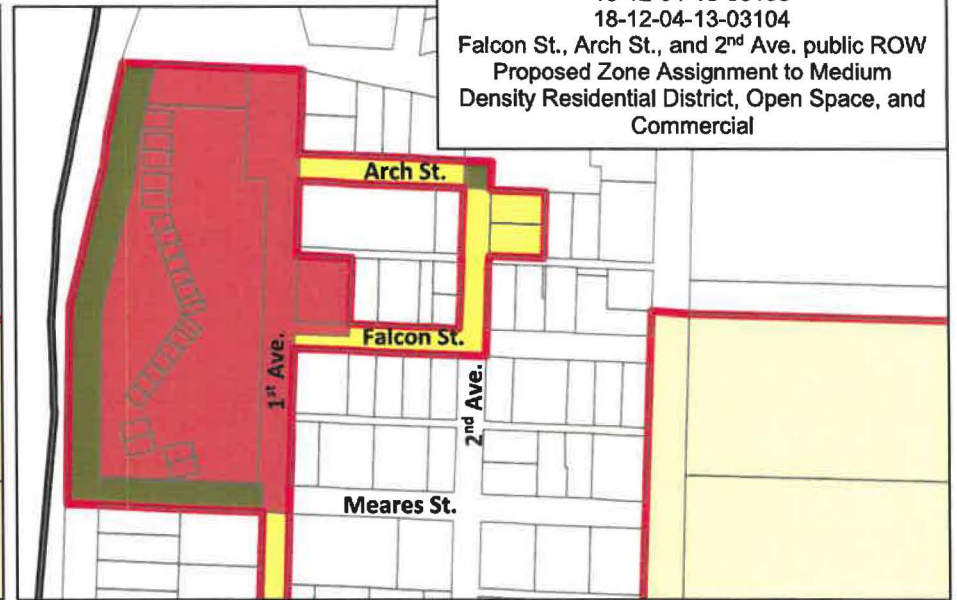 18-12-04-13-03104
Falcon St., Arch St., and 2nd Ave. public ROW
Proposed Zone Assignment to Medium
Density Residential District, Open Space, and
Commercial
Arch St.
Falcon St.
1st Ave.
2nd Ave.
Meares St.